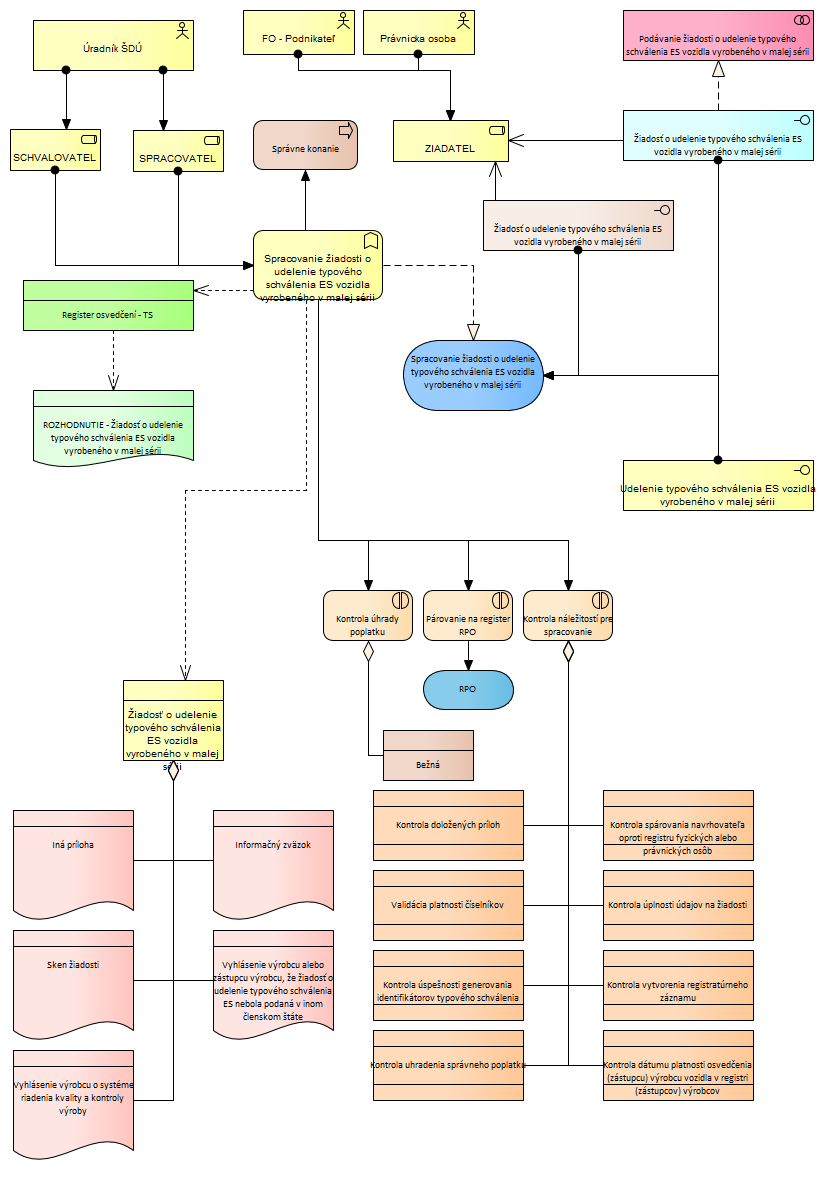 Úradník ŠDÚ
FO - Podnikateľ
Právnicka osoba
Podávanie žiadosti o udelenie typového
schválenia ES vozidla vyrobeného v malej sérii
SCHVALOVATEL
SPRACOVATEL
Správne konanie
ZIADATEL
Žiadosť o udelenie typového schválenia ES
vozidla vyrobeného v malej sérii
Žiadosť o udelenie typového schválenia ES
vozidla vyrobeného v malej sérii
Spracovanie žiadosti o
udelenie typového
schválenia ES vozidla
vyrobeného v malej sérii
Register osvedčení - TS
Spracovanie žiadosti o udelenie
typového schválenia ES vozidla
vyrobeného v malej sérii
ROZHODNUTIE - Žiadosť o udelenie
typového schválenia ES vozidla
vyrobeného v malej sérii
Udelenie typového schválenia ES vozidla
vyrobeného v malej sérii
Kontrola úhrady
poplatku
Párovanie na register
RPO
Kontrola náležitostí pre
spracovanie
RPO
Žiadosť o udelenie
typového schválenia
ES vozidla
vyrobeného v malej
sérii
Bežná
Iná príloha
Informačný zväzok
Kontrola doložených príloh
Kontrola spárovania navrhovateľa
oproti registru fyzických alebo
právnických osôb
Validácia platnosti číselníkov
Kontrola úplnosti údajov na žiadosti
Sken žiadosti
Vyhlásenie výrobcu alebo
zástupcu výrobcu, že žiadosť o
udelenie typového schválenia
ES nebola podaná v inom
členskom štáte
Kontrola úspešnosti generovania
identifikátorov typového schválenia
Kontrola vytvorenia registratúrneho
záznamu
Vyhlásenie výrobcu o systéme
riadenia kvality a kontroly
výroby
Kontrola uhradenia správneho poplatku
Kontrola dátumu platnosti osvedčenia
(zástupcu) výrobcu vozidla v registri
(zástupcov) výrobcov